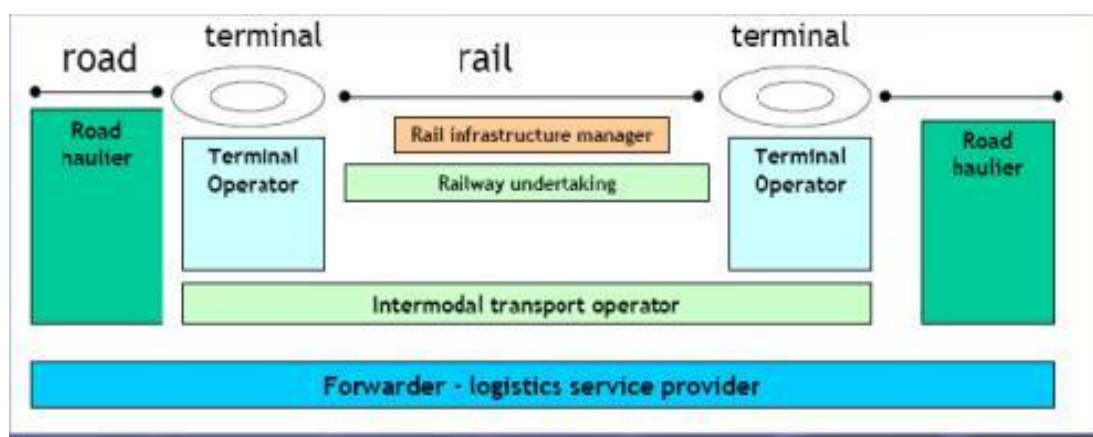 road
terminal
rail
terminal
Road
haulier
Terminal
Operator
Rail infrastructure manager
Railway undertaking
Terminal
Operator
Road
haulier
Intermodal transport operator
Forwarder - logistics service provider